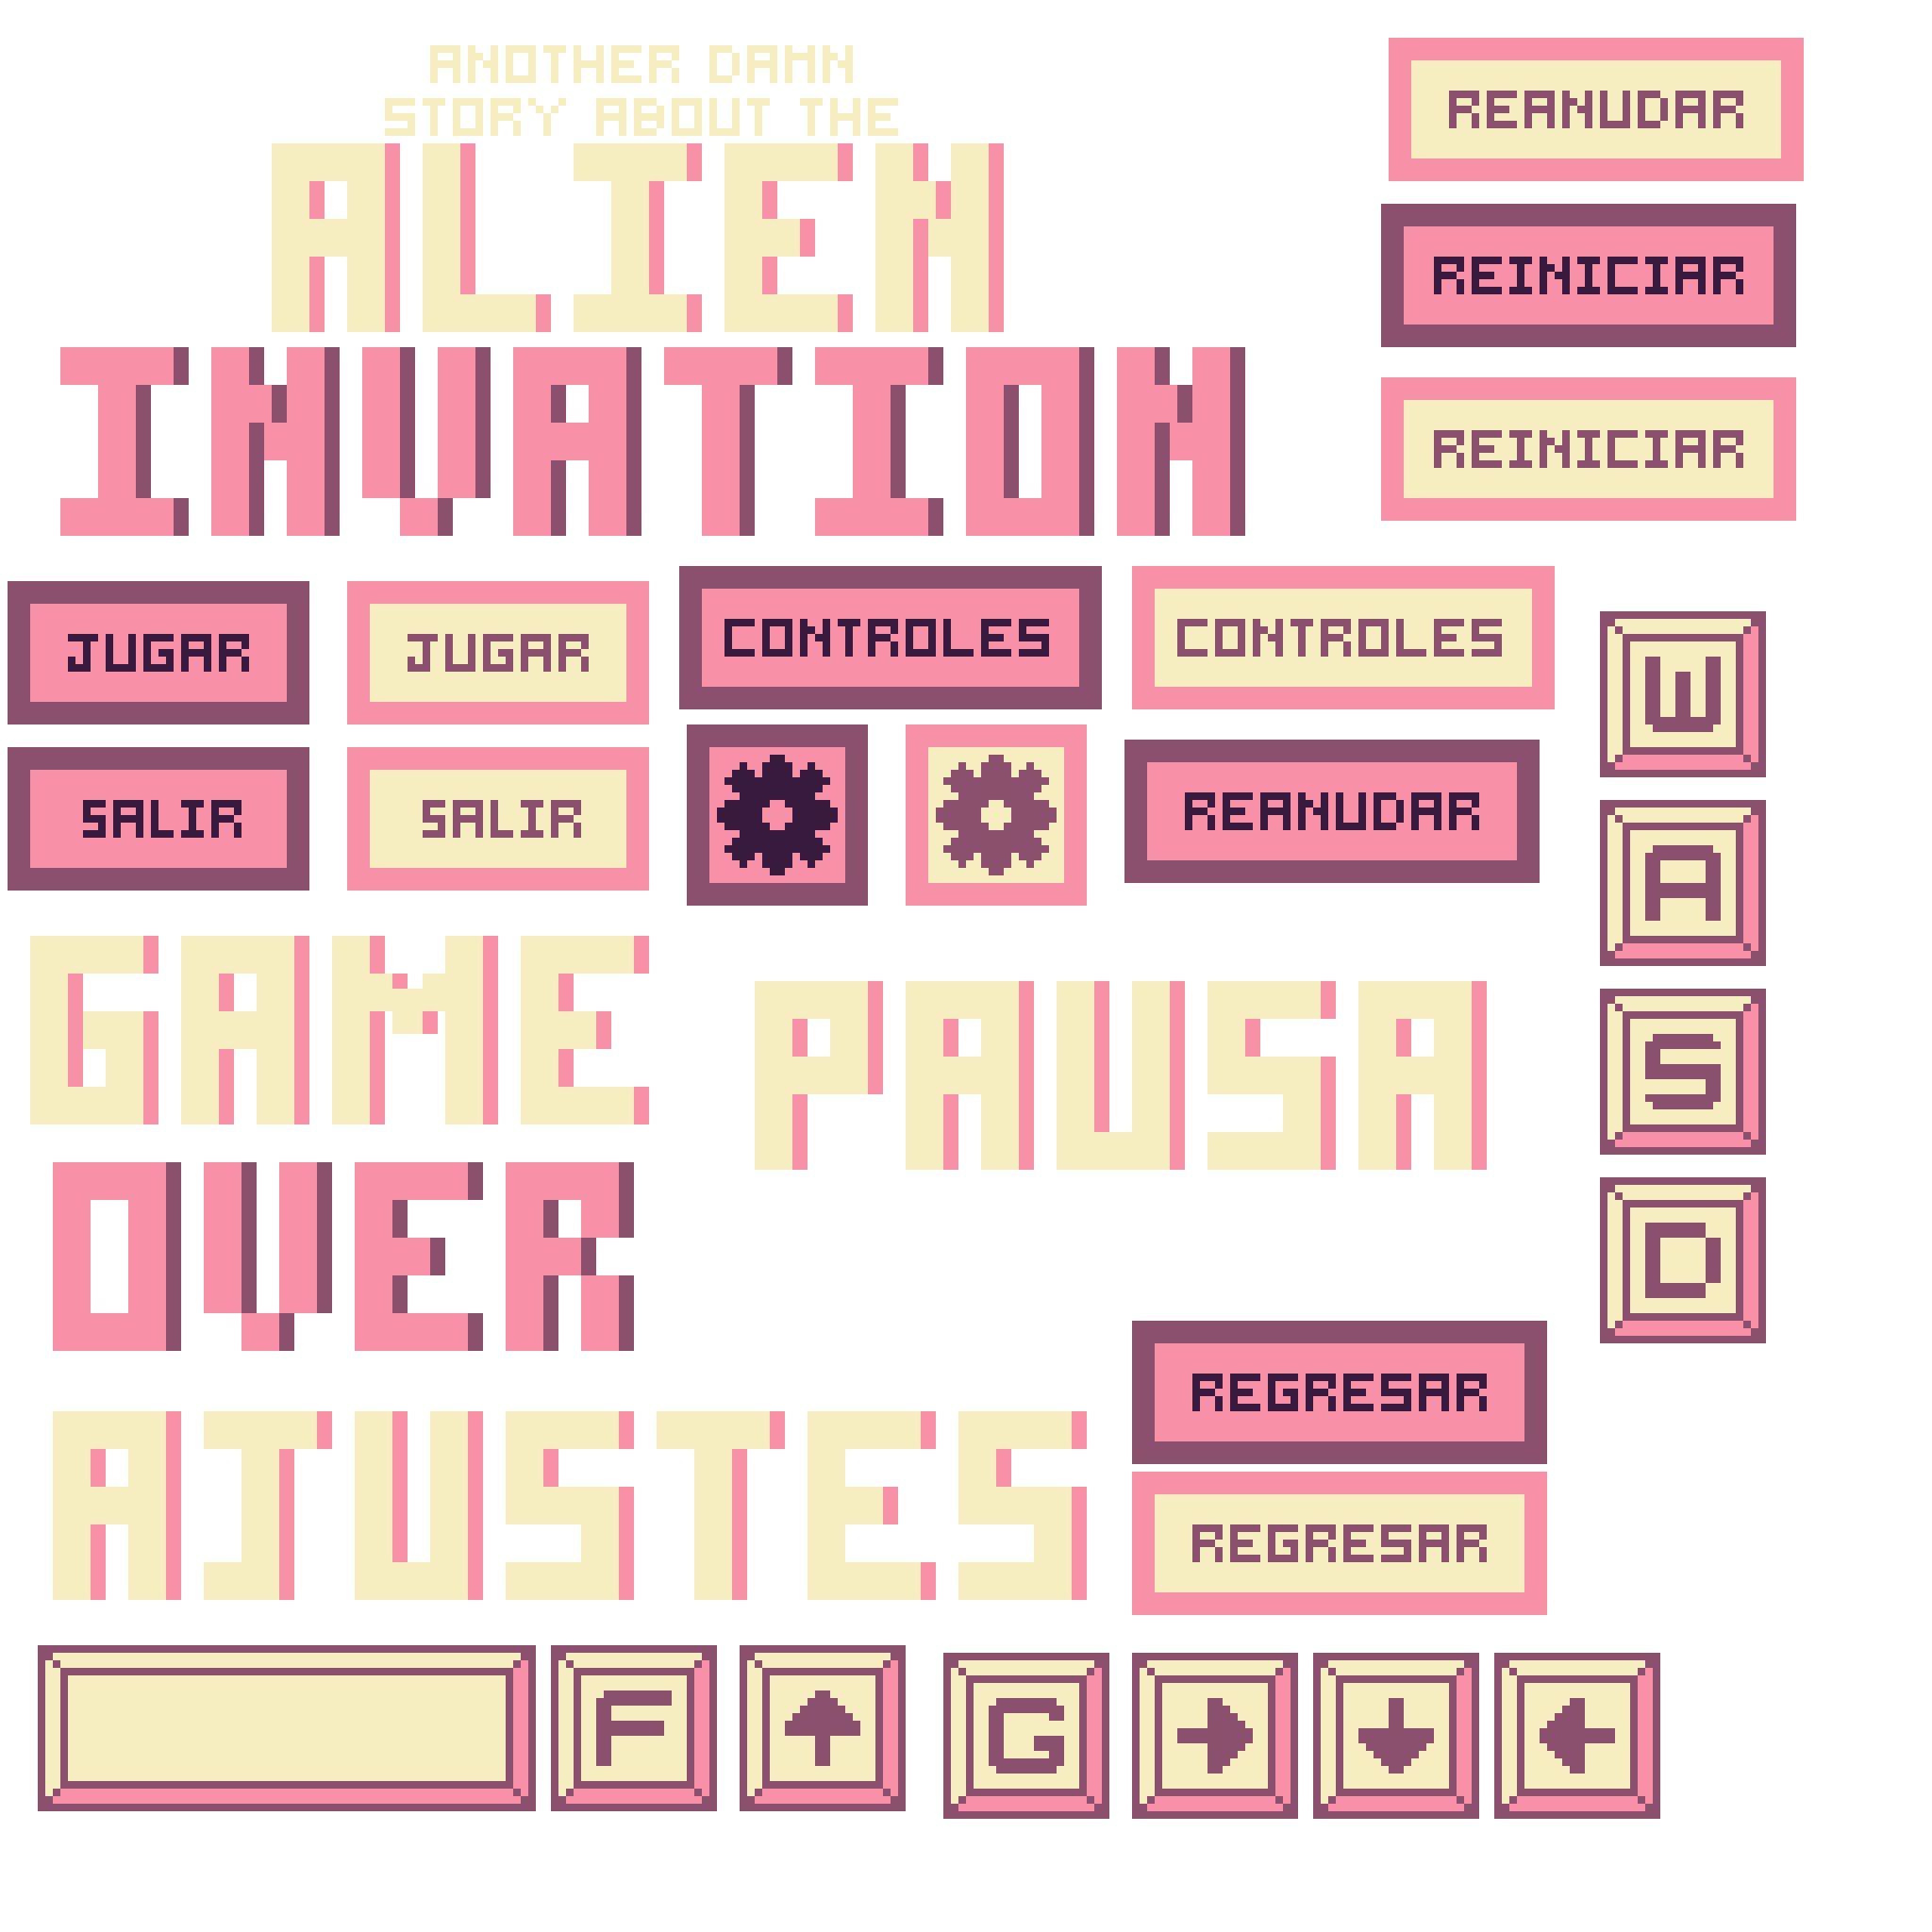 ANOTHER DAMN
STORY ABOUT THE
ALIEN
INVATION
REANUDAR
REINICIAR
REINICIAR
JUGAR
JUGAR
CONTROLES
CONTROLES
SALIR
SALIR
REANUDAR
W
A
S
D
GAME
OVER
PAUSA
AJUSTES
REGRESAR
REGRESAR
F
G